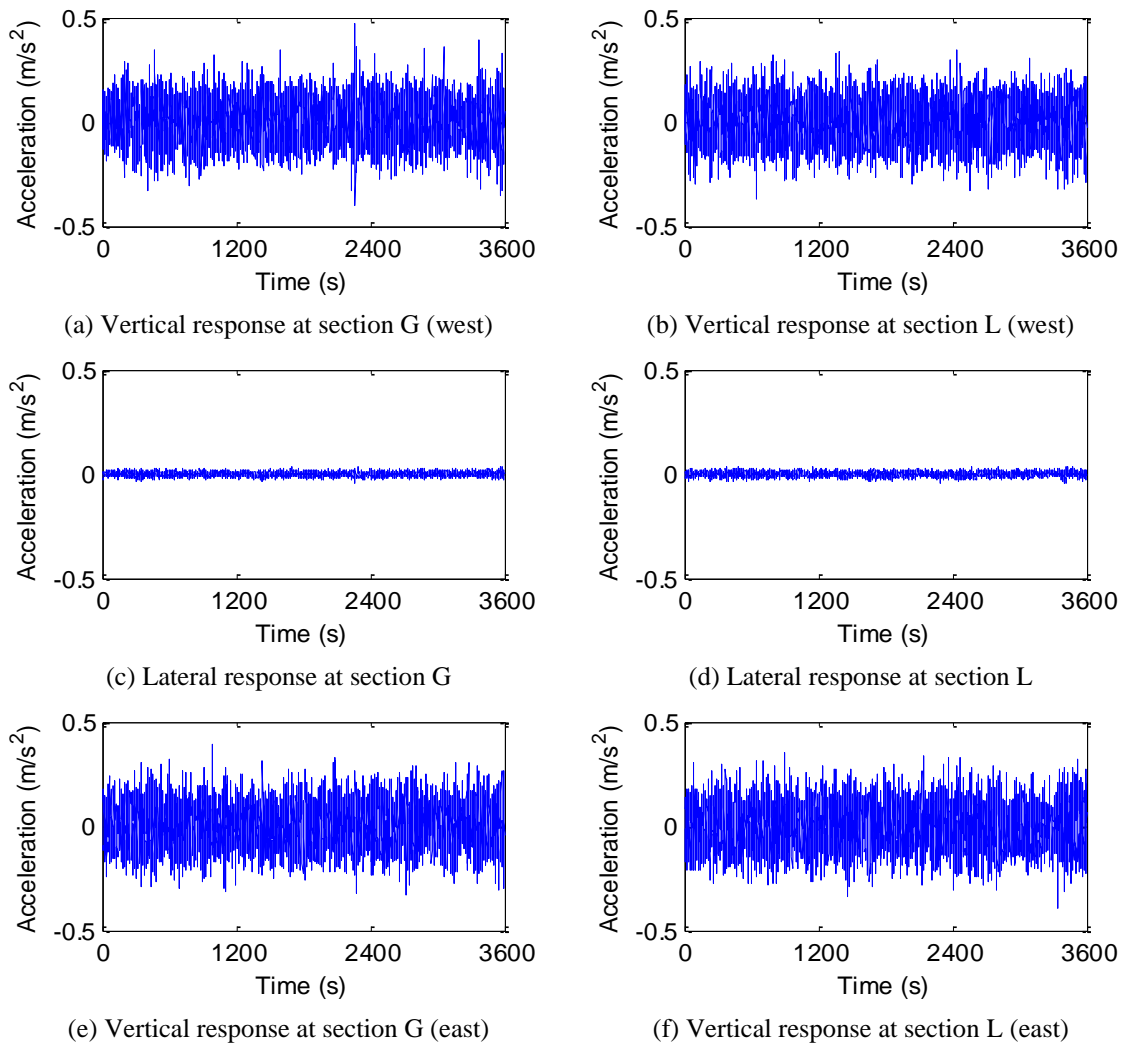 0.5
0
-0.5
Acceleration (m/s²)
0 1200 2400 3600
Time (s)
(a) Vertical response at section G (west)
0.5
0
-0.5
Acceleration (m/s²)
0 1200 2400 3600
Time (s)
(b) Vertical response at section L (west)
0.5
0
-0.5
Acceleration (m/s²)
0 1200 2400 3600
Time (s)
(c) Lateral response at section G
0.5
0
-0.5
Acceleration (m/s²)
0 1200 2400 3600
Time (s)
(d) Lateral response at section L
0.5
0
-0.5
Acceleration (m/s²)
0 1200 2400 3600
Time (s)
(e) Vertical response at section G (east)
0.5
0
-0.5
Acceleration (m/s²)
0 1200 2400 3600
Time (s)
(f) Vertical response at section L (east)